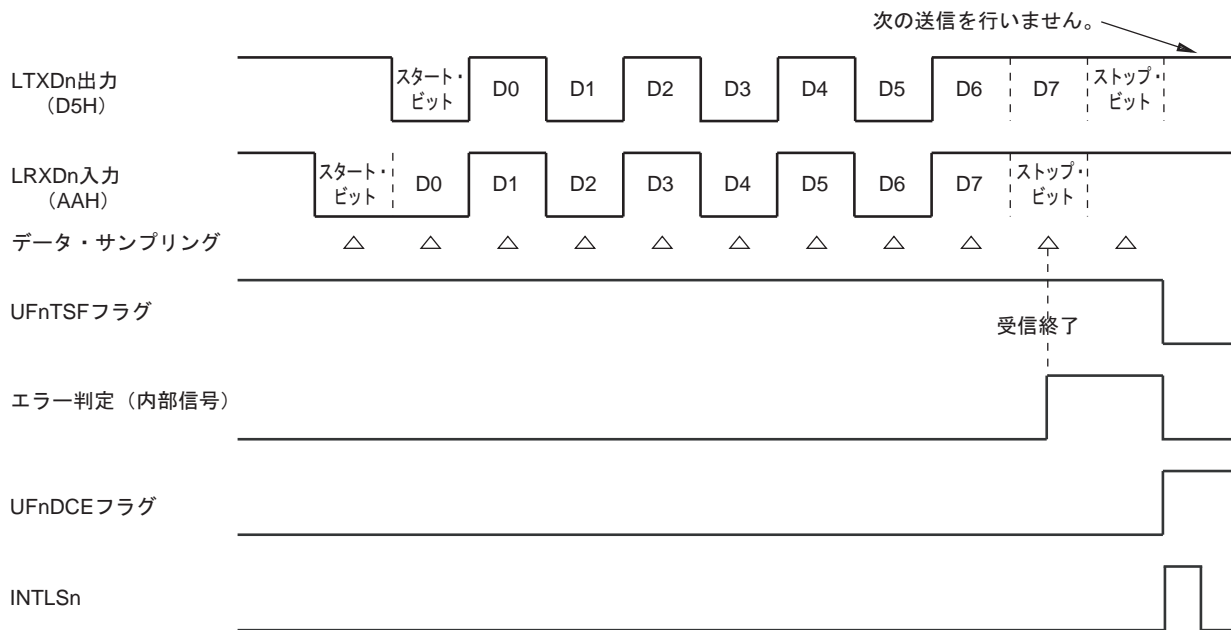 次の送信を行いません。
LTXDn出力
（D5H）
スタート・
ビット
D0
D1
D2
D3
D4
D5
D6
D7
ストップ・
ビット
LRXDn入力
（AAH）
スタート・
ビット
D0
D1
D2
D3
D4
D5
D6
D7
ストップ・
ビット
データ・サンプリング
UFnTSFフラグ
受信終了
エラー判定（内部信号）
UFnDCEフラグ
INTLSn